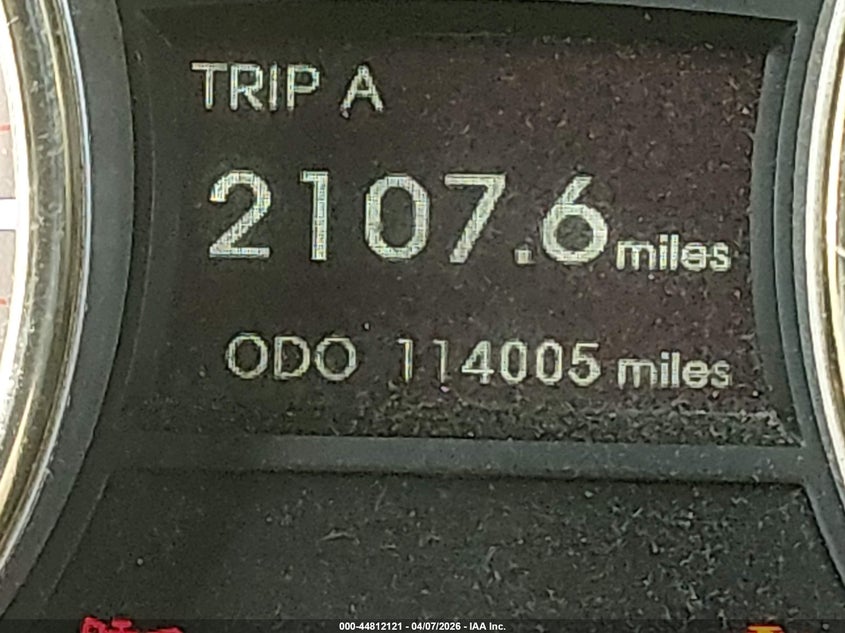 TRIP A
2107.6 miles
ODO 114005 miles
000-44812121 - 04/07/2026 - IAA Inc.